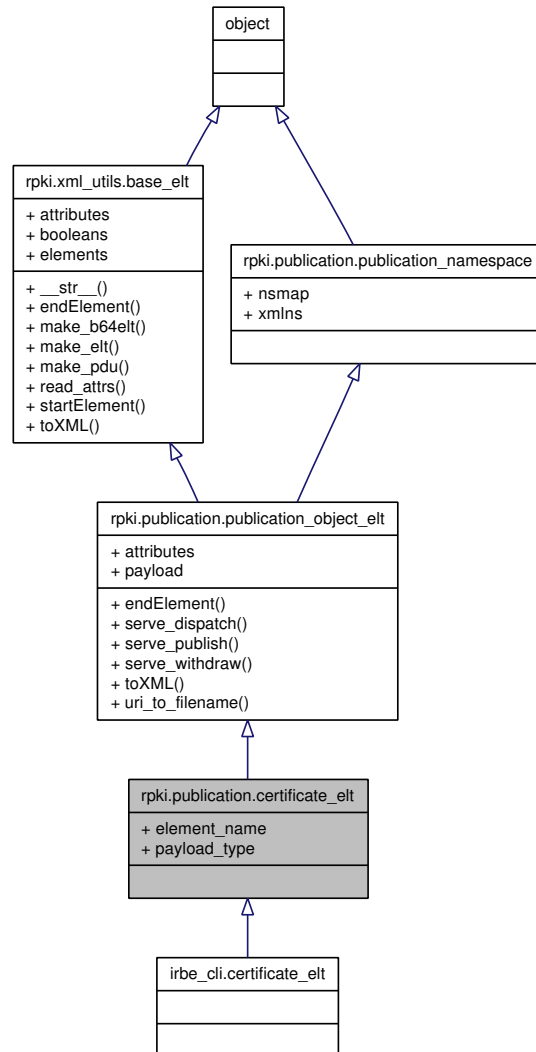 object
rpki.xml_utils.base_elt
+ attributes
+ booleans
+ elements
+ __str__()
+ endElement()
+ make_b64elt()
+ make_elt()
+ make_pdu()
+ read_attrs()
+ startElement()
+ toXML()
rpki.publication.publication_namespace
+ nsmap
+ xmlns
rpki.publication.publication_object_elt
+ attributes
+ payload
+ endElement()
+ serve_dispatch()
+ serve_publish()
+ serve_withdraw()
+ toXML()
+ uri_to_filename()
rpki.publication.certificate_elt
+ element_name
+ payload_type
irbe_cli.certificate_elt